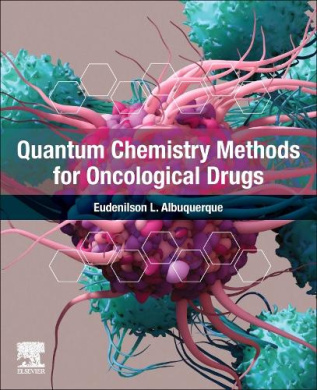 Quantum Chemistry Methods
for Oncological Drugs
Eudenilson L. Albuquerque
ELSEVIER